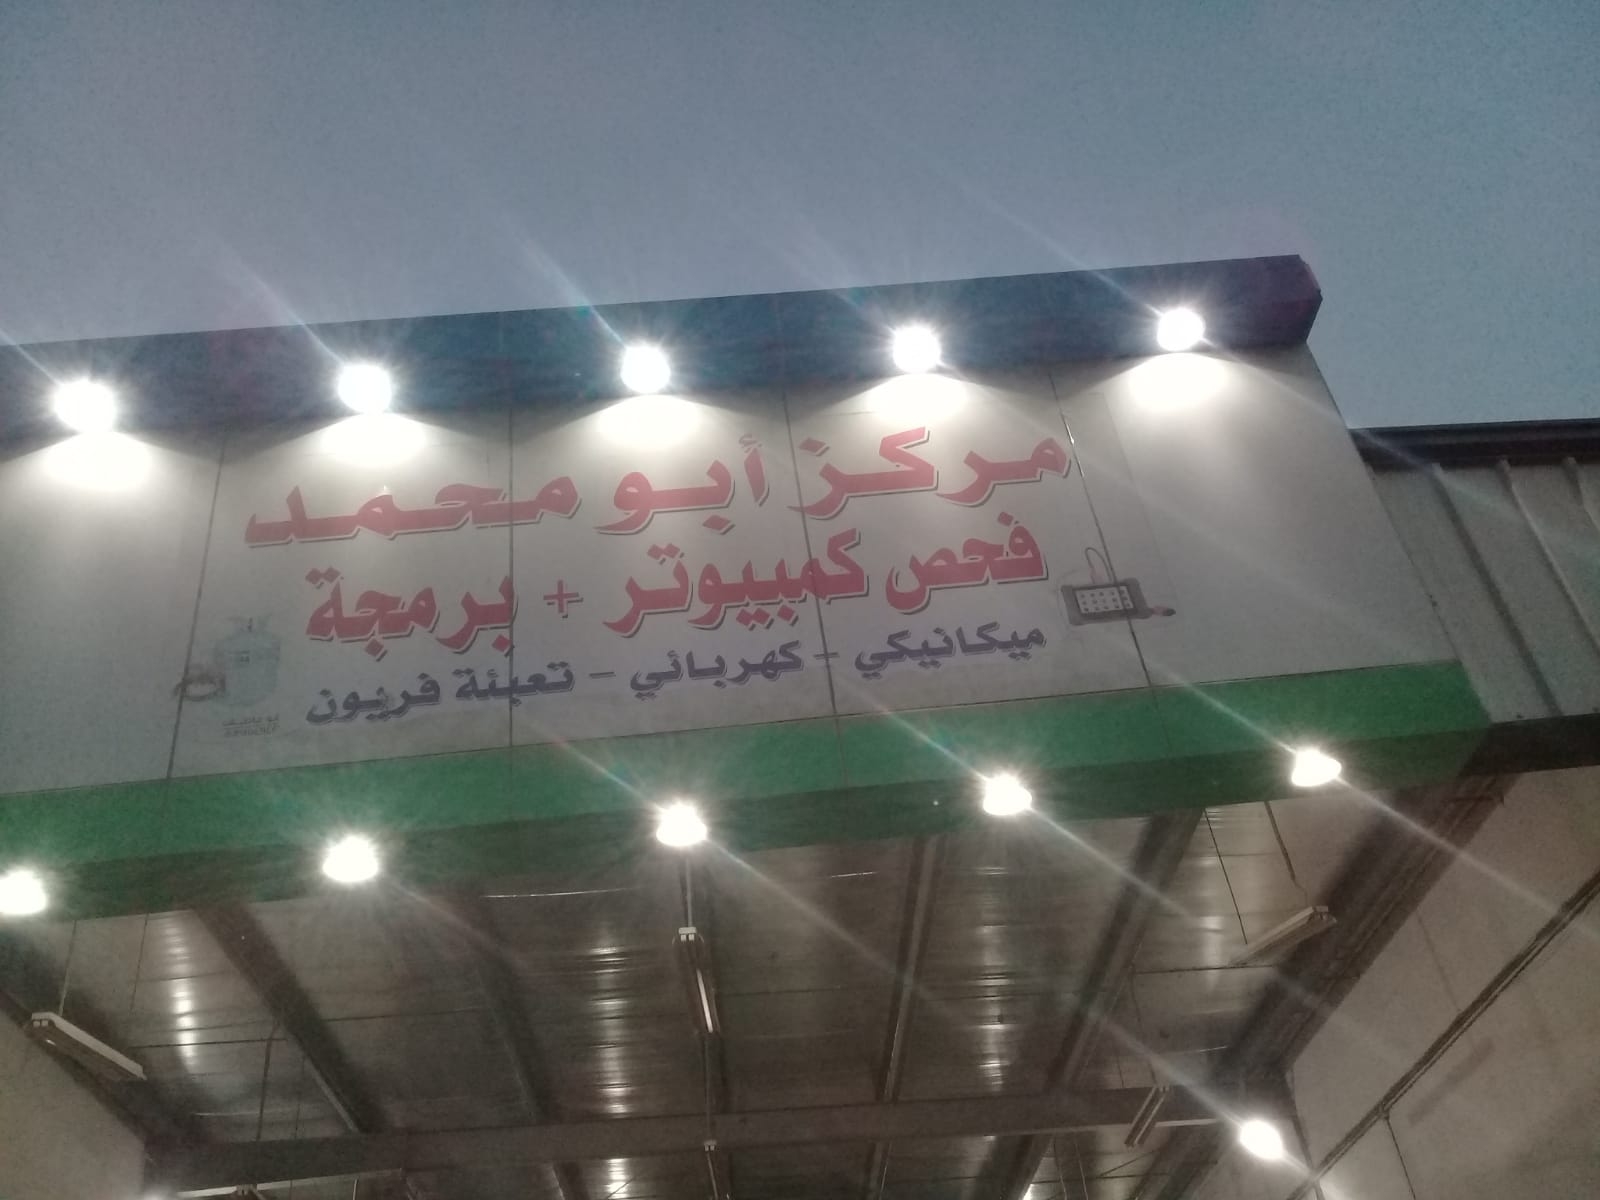 مركز أبو محمد
فحص كمبيوتر + برمجة
ميكانيكي - كهربائي - تعبئة فريون